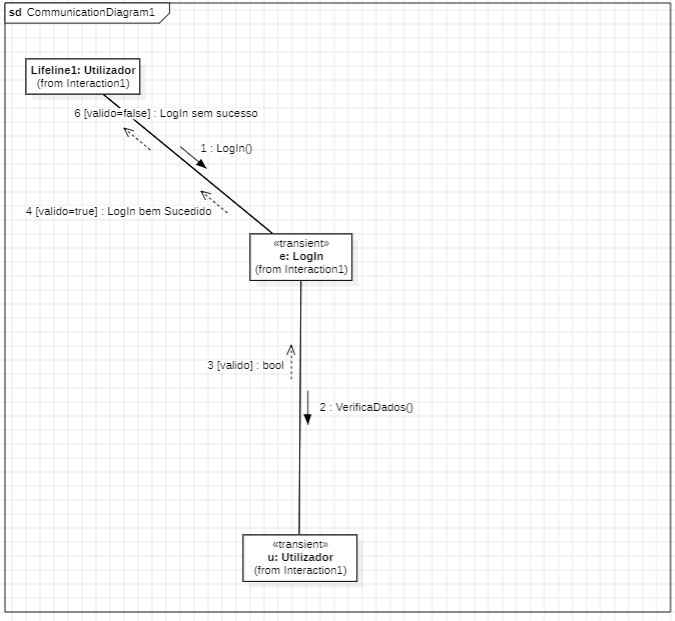 sd CommunicationDiagram1
Lifeline1: Utilizador
(from Interaction1)
6 [valido=false] : LogIn sem sucesso
1 : LogIn()
4 [valido=true] : LogIn bem Sucedido
«transient»
e: LogIn
(from Interaction1)
3 [valido] : bool
2 : VerificaDados()
«transient»
u: Utilizador
(from Interaction1)